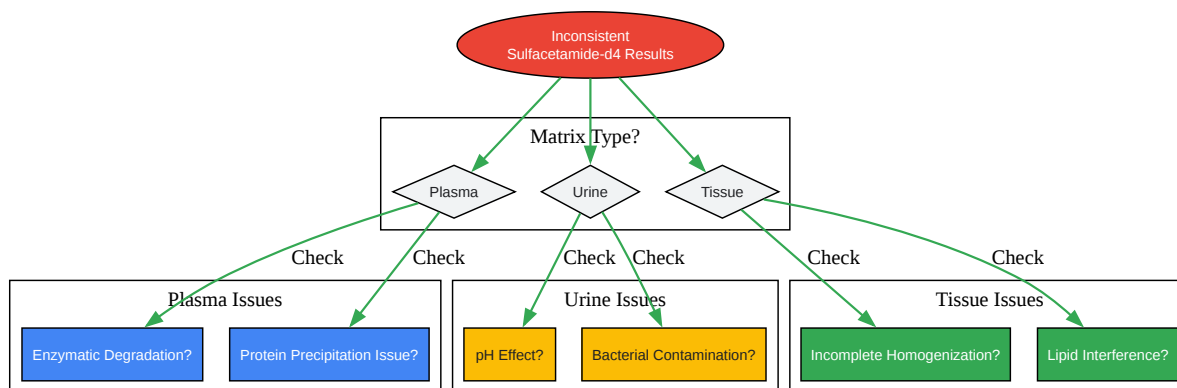 Inconsistent
Sulfacetamide-d4 Results
Matrix Type?
Plasma
Urine
Tissue
Check
Check
Check
Check
Check
Check
Plasma Issues
Urine Issues
Tissue Issues
Enzymatic Degradation?
Protein Precipitation Issue?
pH Effect?
Bacterial Contamination?
Incomplete Homogenization?
Lipid Interference?